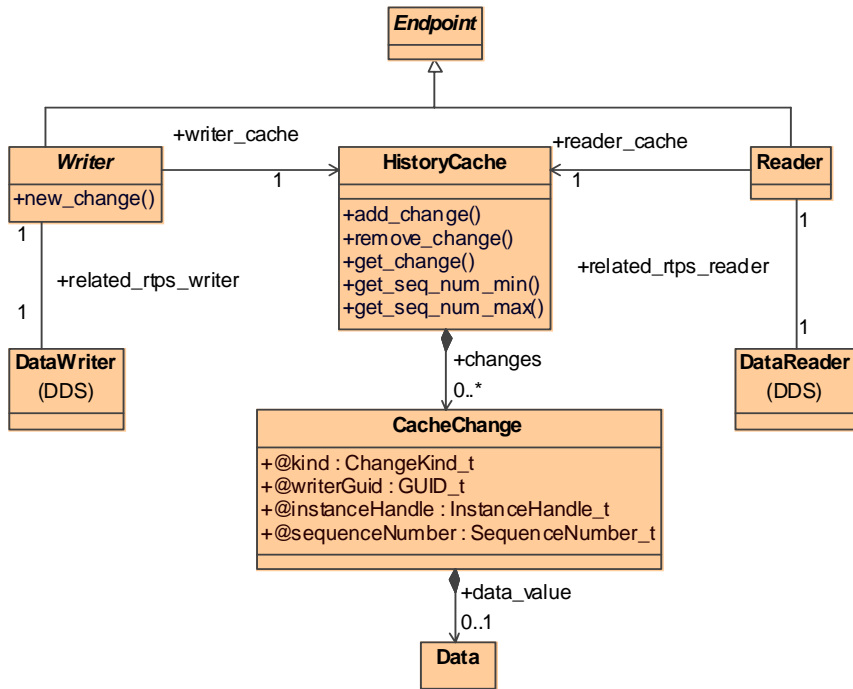 Endpoint
+writer_cache
+reader_cache
Writer
HistoryCache
Reader
1
1
+new_change()
+add_change()
+remove_change()
+get_change()
+get_seq_num_min()
+get_seq_num_max()
1
1
+related_rtps_writer
+related_rtps_reader
1
1
DataWriter
(DDS)
+changes
0..*
DataReader
(DDS)
CacheChange
+@kind : ChangeKind_t
+@writerGuid : GUID_t
+@instanceHandle : InstanceHandle_t
+@sequenceNumber : SequenceNumber_t
+data_value
0..1
Data